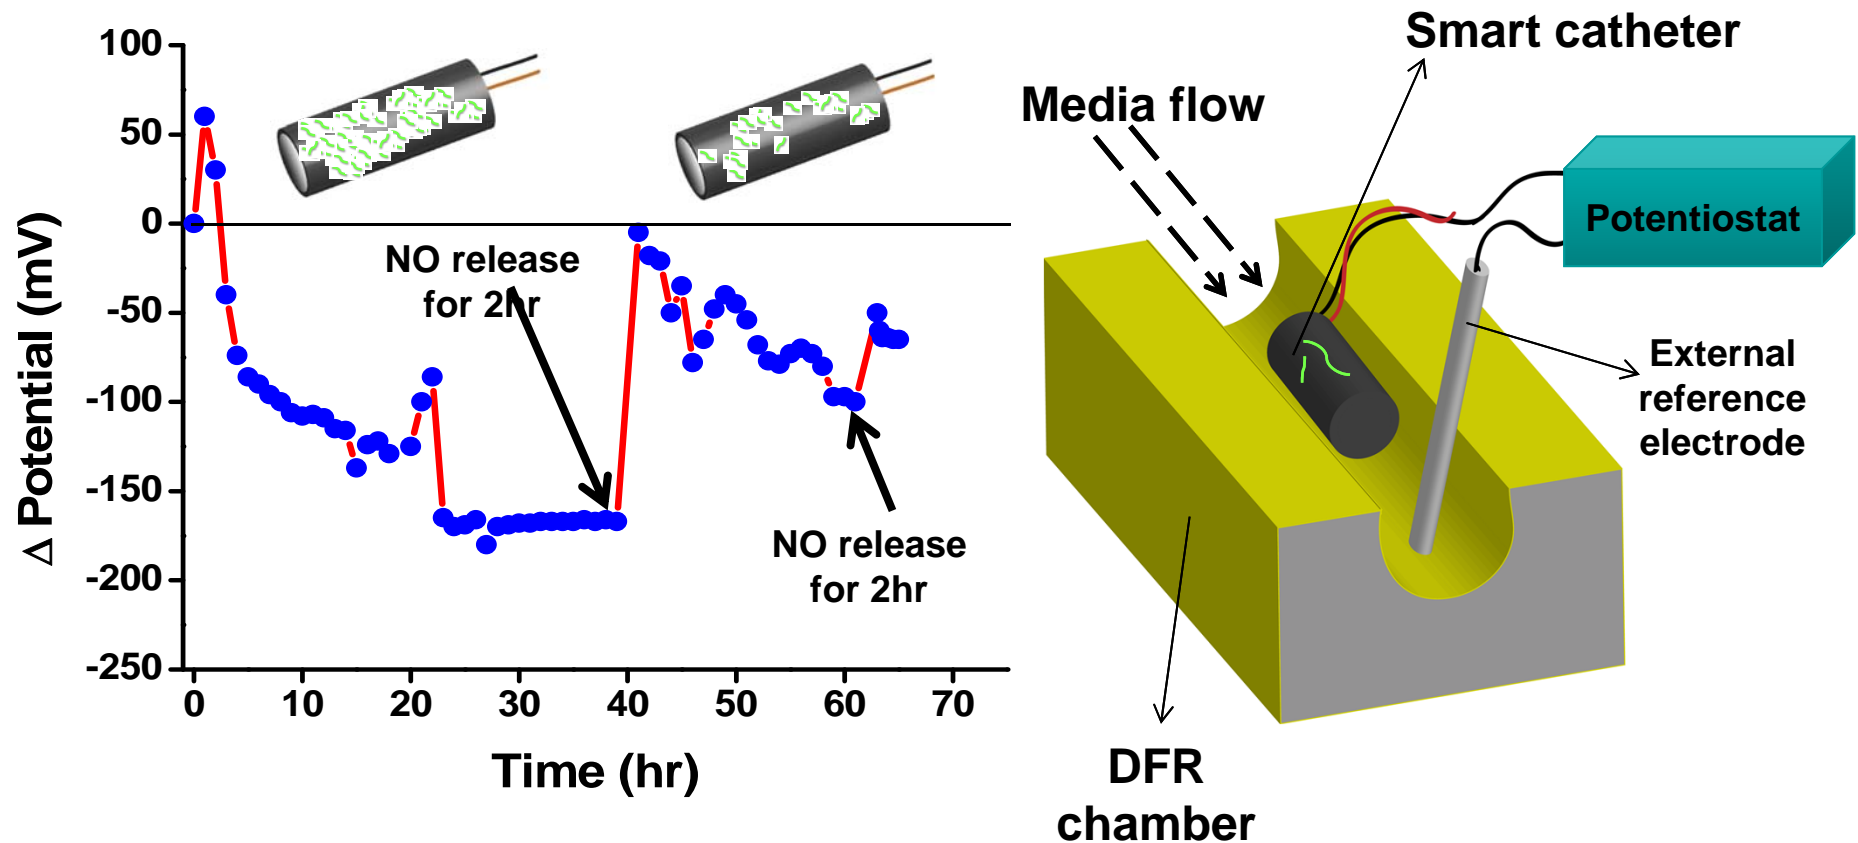 100
50
0
-50
-100
-150
-200
-250
Δ Potential (mV)
0 10 20 30 40 50 60 70
Time (hr)
NO release
for 2hr
NO release
for 2hr
Smart catheter
Media flow
Potentiostat
External
reference
electrode
DFR
chamber